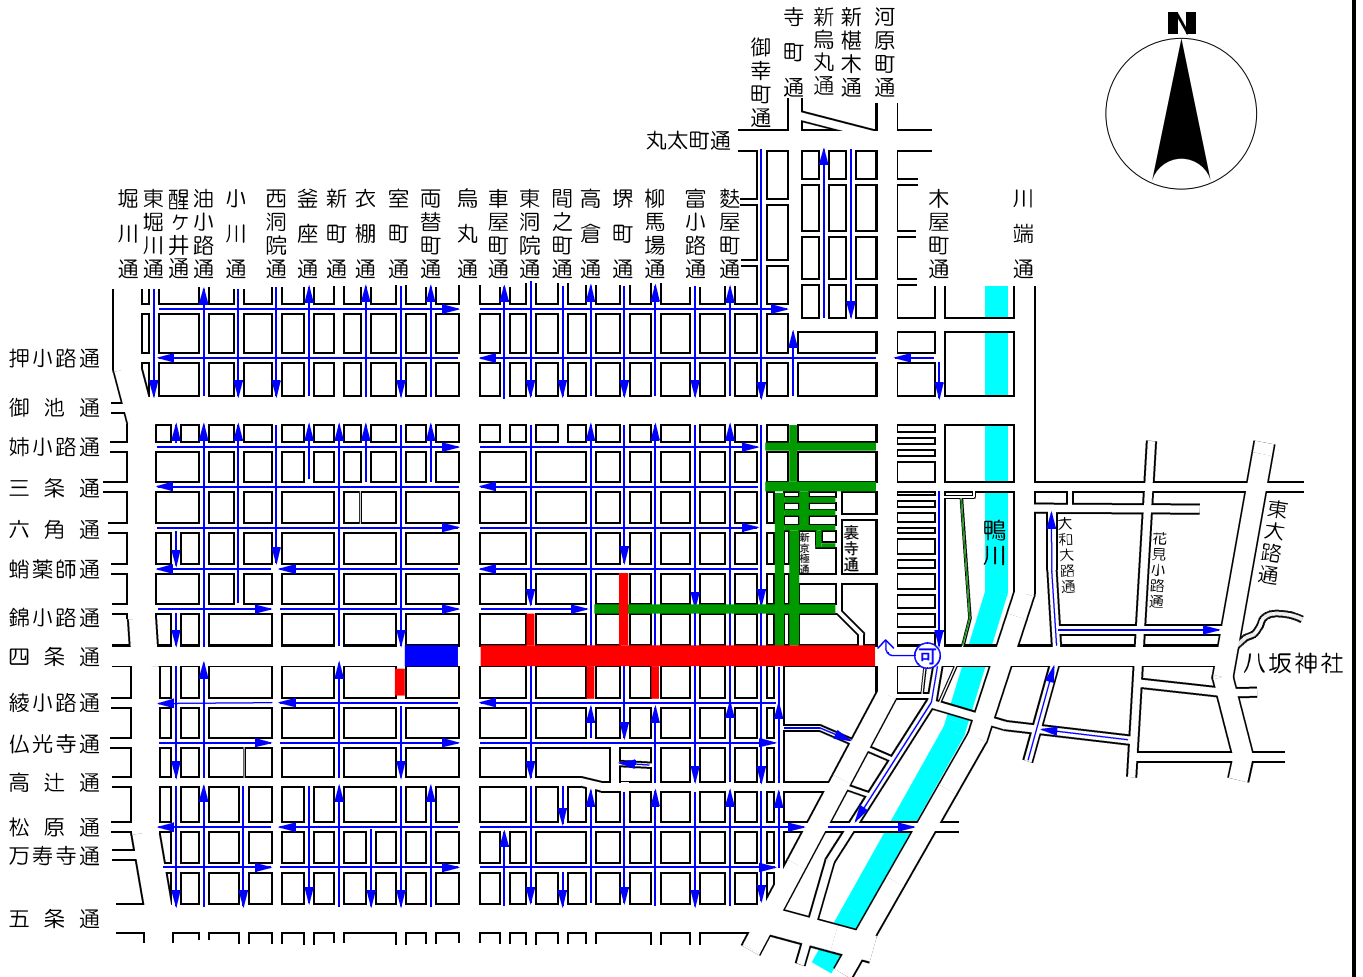 N
寺町通
新烏丸通
新椹木通
河原町通
御幸町通
丸太町通
堀川通
東堀川通
醒ヶ井通
油小路通
小川通
西洞院通
釜座通
新町通
衣棚通
室町通
両替町通
烏丸通
車屋町通
東洞院通
間之町通
高倉通
堺町通
柳馬場通
富小路通
麩屋町通
木屋町通
川端通
押小路通
御池通
姉小路通
三条通
六角通
蛸薬師通
錦小路通
四条通
綾小路通
仏光寺通
高辻通
松原通
万寿寺通
五条通
新京極通
裏寺通
鴨川
大和大路通
花見小路通
東大路通
可
八坂神社